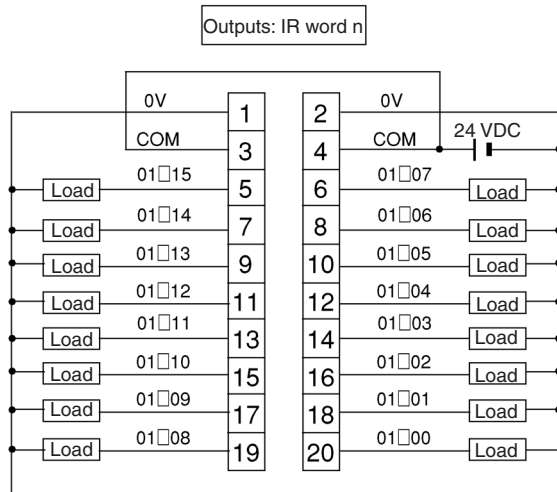 Outputs: IR word n
0V 1 2 0V
COM 3 4 COM 24 VDC
Load 01□15 5 6 01□07 Load
Load 01□14 7 8 01□06 Load
Load 01□13 9 10 01□05 Load
Load 01□12 11 12 01□04 Load
Load 01□11 13 14 01□03 Load
Load 01□10 15 16 01□02 Load
Load 01□09 17 18 01□01 Load
Load 01□08 19 20 01□00 Load